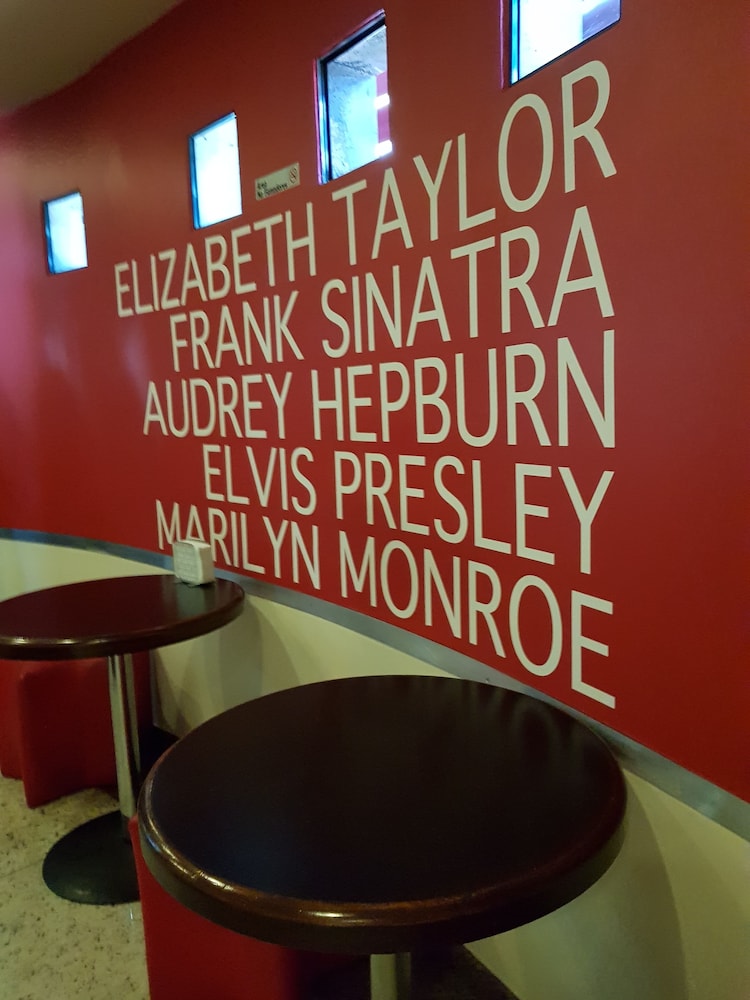 ELIZABETH TAYLOR
FRANK SINATRA
AUDREY HEPBURN
ELVIS PRESLEY
MARILYN MONROE